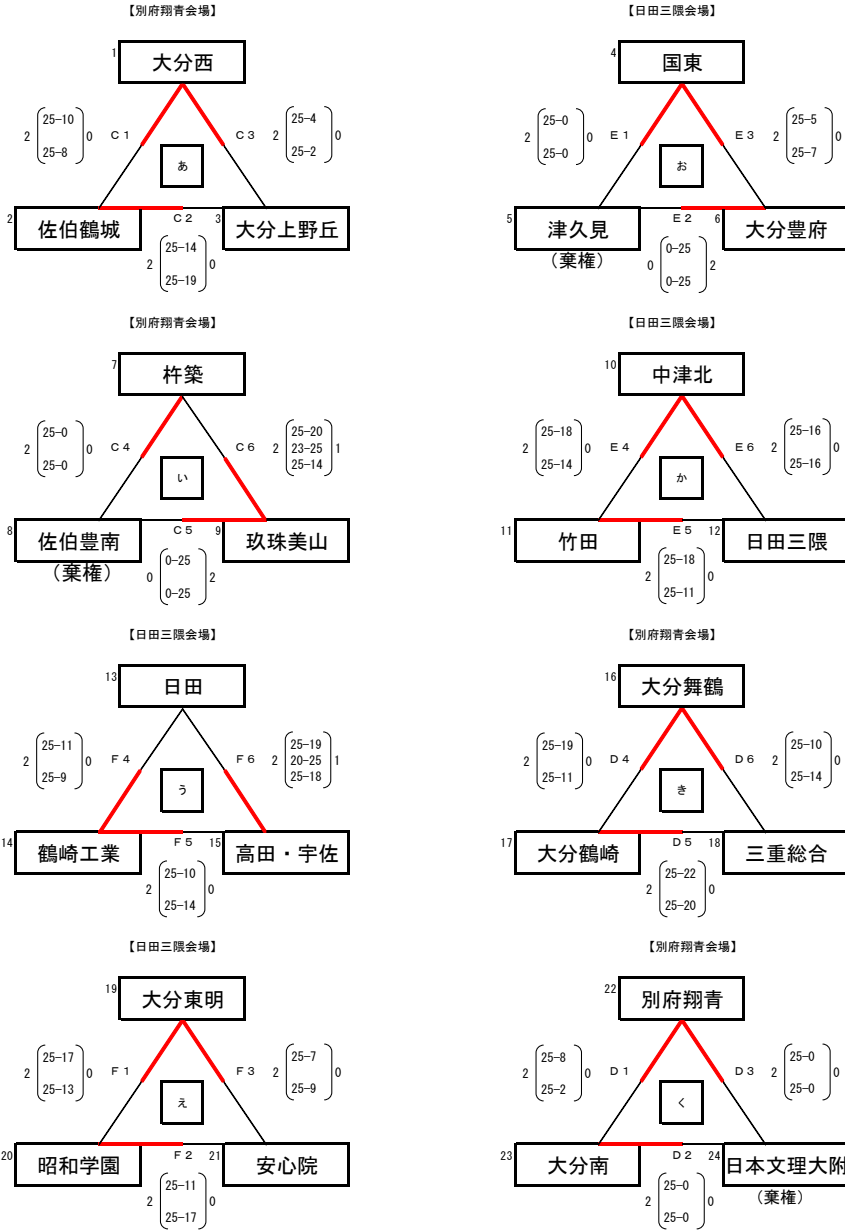 【別府翔青会場】
1 大分西
2 25-10 25-8 0 C1
C3 2 25-4 25-2 0
あ
2 佐伯鶴城
C2
3 大分上野丘
2 25-14 25-19 0
【日田三隈会場】
4 国東
2 25-0 25-0 0 E1
E3 2 25-5 25-7 0
お
5 津久見
(棄権)
E2
6 大分豊府
0 0-25 0-25 2
【別府翔青会場】
7 杵築
2 25-0 25-0 0 C4
C6 2 25-20 23-25 25-14 1
い
8 佐伯豊南
(棄権)
C5
9 玖珠美山
0 0-25 0-25 2
【日田三隈会場】
10 中津北
2 25-18 25-14 0 E4
E6 2 25-16 25-16 0
か
11 竹田
E5
12 日田三隈
2 25-18 25-11 0
【日田三隈会場】
13 日田
2 25-11 25-9 0 F4
F6 2 25-19 20-25 25-18 1
う
14 鶴崎工業
F5
15 高田・宇佐
2 25-10 25-14 0
【別府翔青会場】
16 大分舞鶴
2 25-19 25-11 0 D4
D6 2 25-10 25-14 0
き
17 大分鶴崎
D5
18 三重総合
2 25-22 25-20 0
【日田三隈会場】
19 大分東明
2 25-17 25-13 0 F1
F3 2 25-7 25-9 0
え
20 昭和学園
F2
21 安心院
2 25-11 25-17 0
【別府翔青会場】
22 別府翔青
2 25-8 25-2 0 D1
D3 2 25-0 25-0 0
く
23 大分南
D2
24 日本文理大附
(棄権)
2 25-0 25-0 0